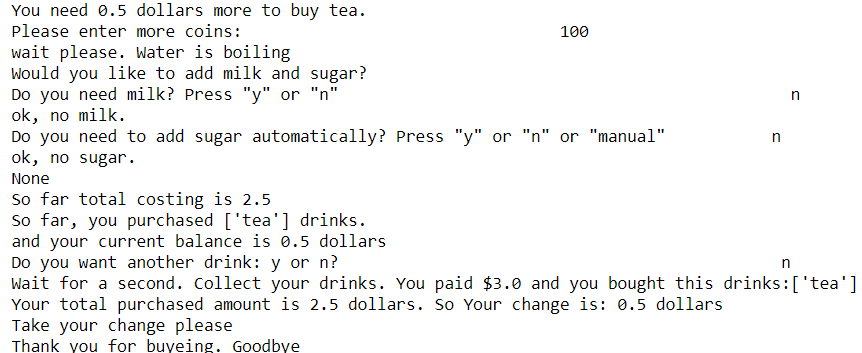 You need 0.5 dollars more to buy tea.
Please enter more coins: 100
wait please. Water is boiling
Would you like to add milk and sugar?
Do you need milk? Press "y" or "n" n
ok, no milk.
Do you need to add sugar automatically? Press "y" or "n" or "manual" n
ok, no sugar.
None
So far total costing is 2.5
So far, you purchased ['tea'] drinks.
and your current balance is 0.5 dollars
Do you want another drink: y or n? n
Wait for a second. Collect your drinks. You paid $3.0 and you bought this drinks:['tea']
Your total purchased amount is 2.5 dollars. So Your change is: 0.5 dollars
Take your change please
Thank you for buyeing. Goodbye